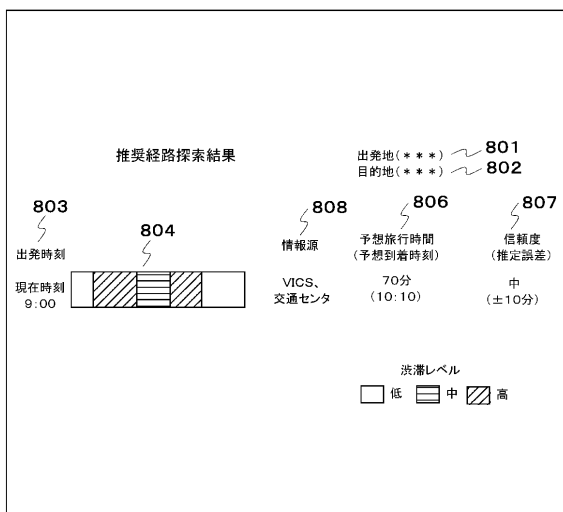 推奨経路探索結果
出発地(＊＊＊) 801
目的地(＊＊＊) 802
803
出発時刻
804
808
情報源
806
予想旅行時間
(予想到着時刻)
807
信頼度
(推定誤差)
現在時刻
9:00
VICS、
交通センタ
70分
(10:10)
中
(±10分)
渋滞レベル
低 中 高